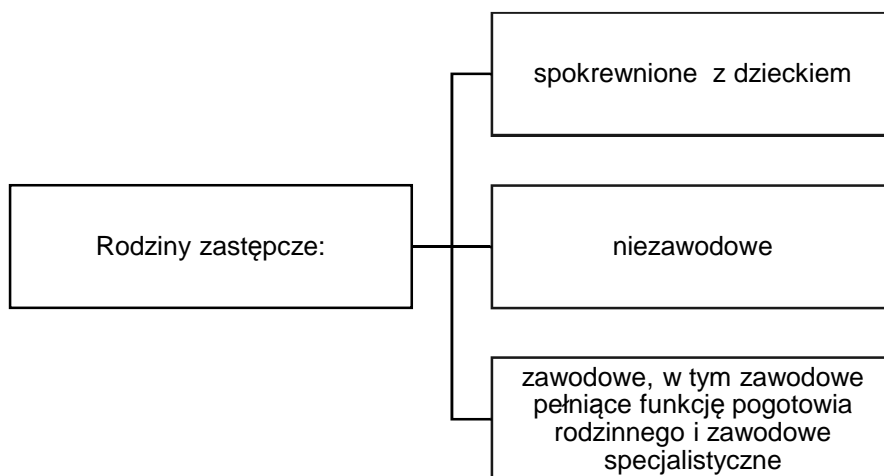 spokrewnione z dzieckiem
Rodziny zastępcze:
niezawodowe
zawodowe, w tym zawodowe
pełniące funkcję pogotowia
rodzinnego i zawodowe
specjalistyczne